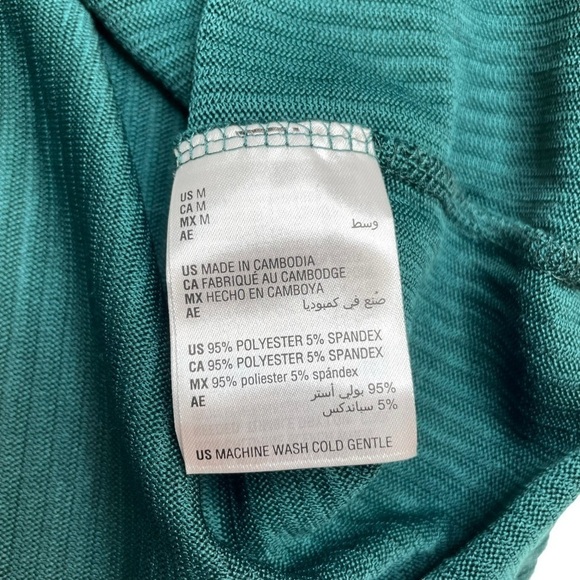 US M
CA M
MX M
AE وسط
US MADE IN CAMBODIA
CA FABRIQUÉ AU CAMBODGE
MX HECHO EN CAMBOYA
AE صُنع في كمبوديا
US 95% POLYESTER 5% SPANDEX
CA 95% POLYESTER 5% SPANDEX
MX 95% poliester 5% spándex
AE 95% بولي أستر
5% سباندكس
US MACHINE WASH COLD GENTLE